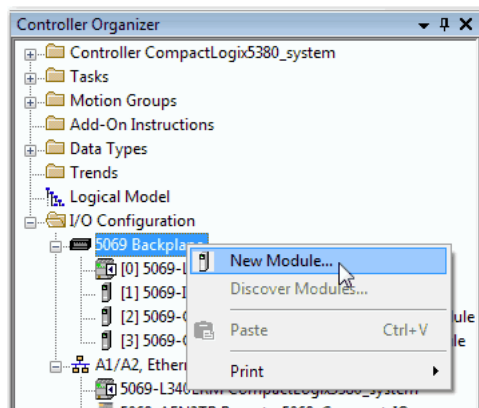 Controller Organizer
Controller CompactLogix5380_system
Tasks
Motion Groups
Add-On Instructions
Data Types
Trends
Logical Model
I/O Configuration
5069 Backplane
[0] 5069-L
New Module...
[1] 5069-I
Discover Modules...
[2] 5069-
ule
Paste Ctrl+V
[3] 5069-
le
A1/A2, Ethern
Print
5069-L340ERM CompactLogix5380_system